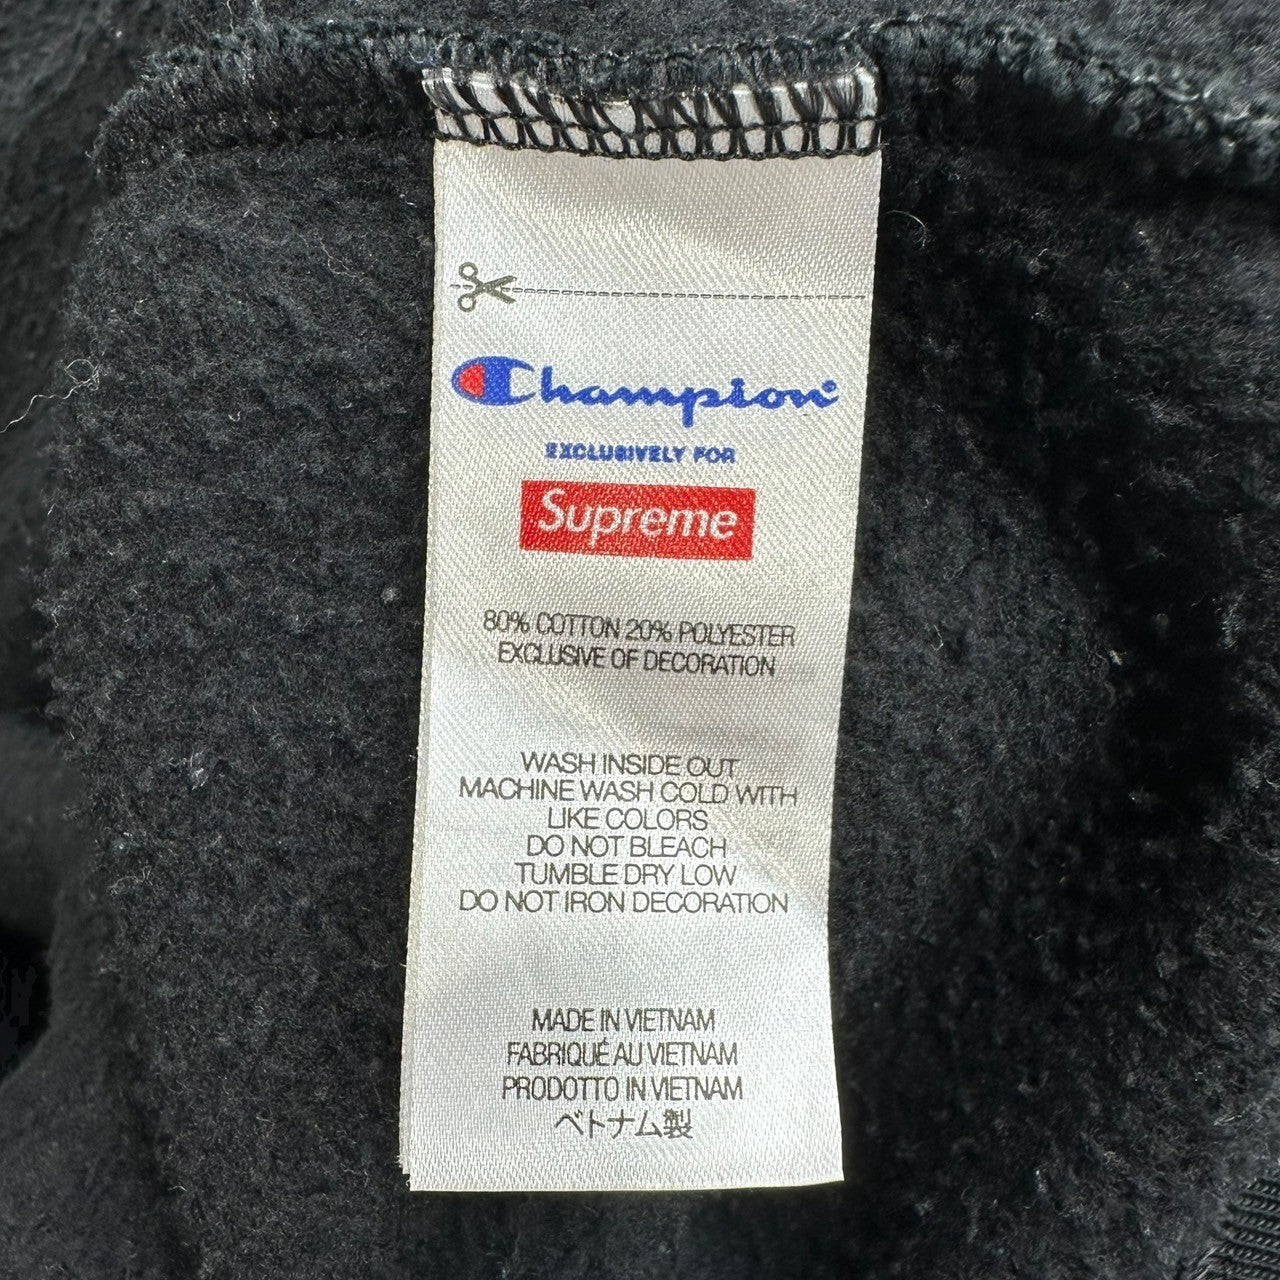 Champion
EXCLUSIVELY FOR
Supreme
80% COTTON 20% POLYESTER
EXCLUSIVE OF DECORATION
WASH INSIDE OUT
MACHINE WASH COLD WITH
LIKE COLORS
DO NOT BLEACH
TUMBLE DRY LOW
DO NOT IRON DECORATION
MADE IN VIETNAM
FABRIQUÉ AU VIETNAM
PRODOTTO IN VIETNAM
ベトナム製